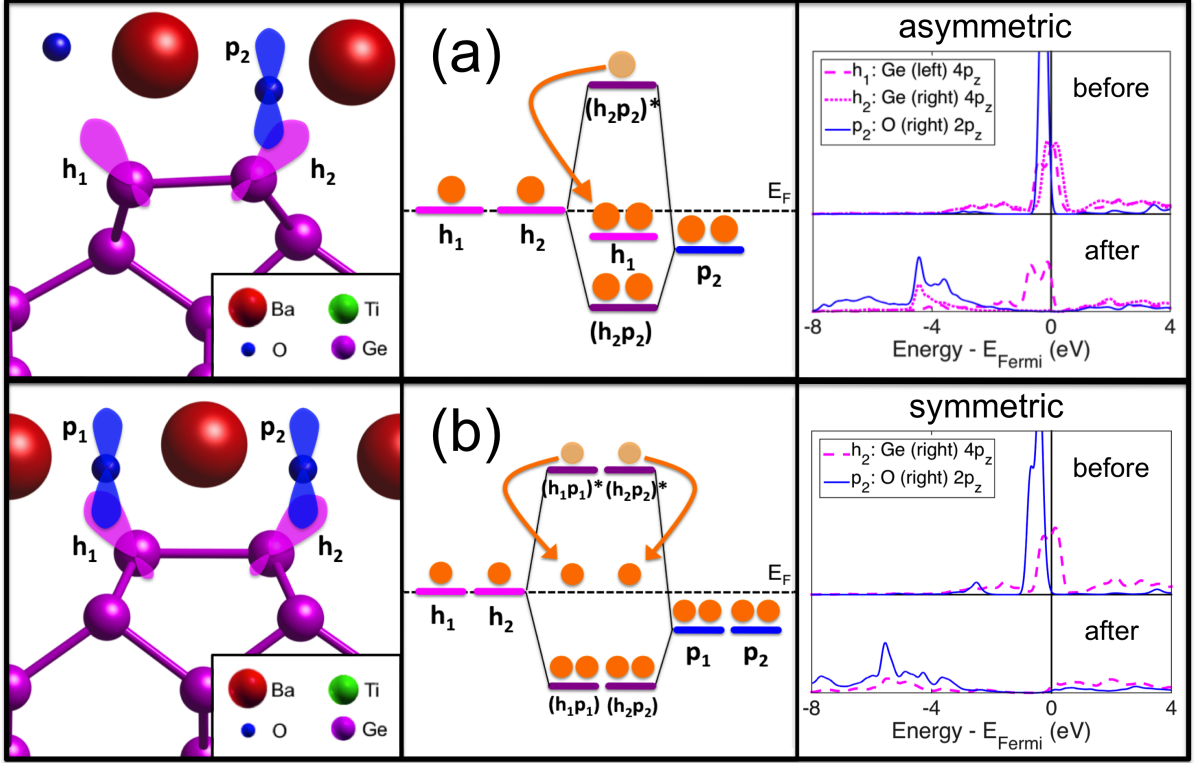 p2
h1
h2
Ba
Ti
O
Ge
(a)
(h2p2)*
EF
h1
h2
h1
p2
(h2p2)
asymmetric
h1: Ge (left) 4pz
h2: Ge (right) 4pz
p2: O (right) 2pz
before
after
-8
-4
0
4
Energy - EFermi (eV)
p1
p2
h1
h2
Ba
Ti
O
Ge
(b)
(h1p1)* (h2p2)*
EF
h1
h2
p1
p2
(h1p1) (h2p2)
symmetric
h2: Ge (right) 4pz
p2: O (right) 2pz
before
after
-8
-4
0
4
Energy - EFermi (eV)